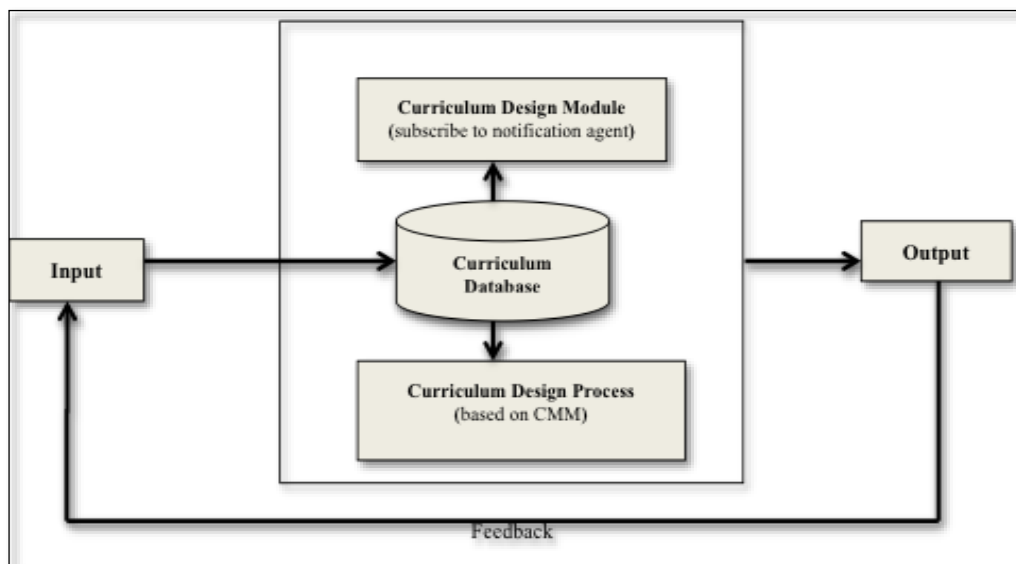 Curriculum Design Module
(subscribe to notification agent)
Input
Curriculum
Database
Output
Curriculum Design Process
(based on CMM)
Feedback